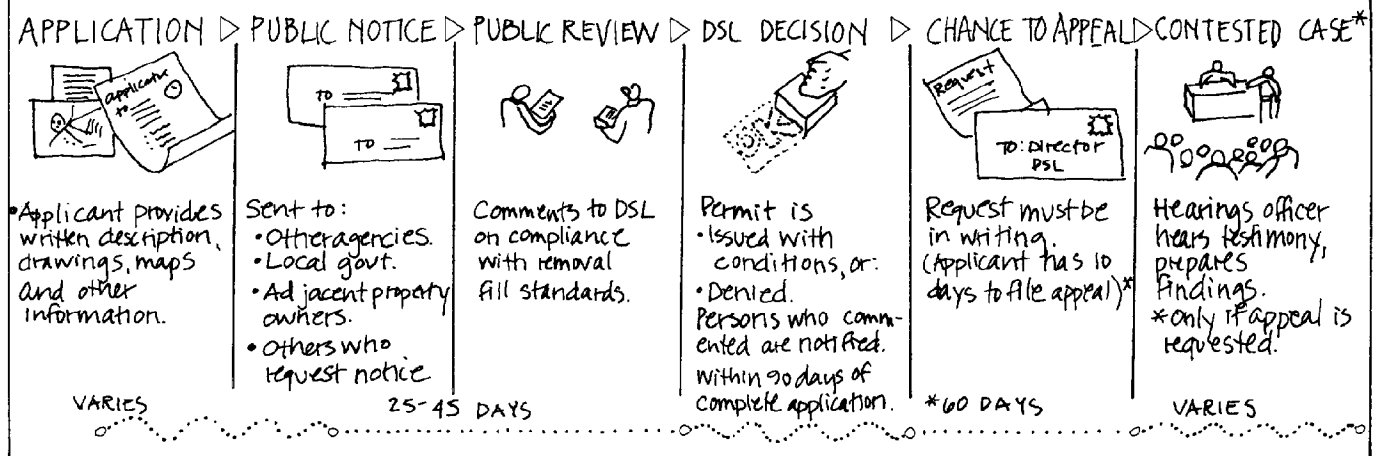 APPLICATION ▷ PUBLIC NOTICE ▷ PUBLIC REVIEW ▷ DSL DECISION ▷ CHANCE TO APPEAL ▷ CONTESTED CASE*
application
to
TO
TO
Request
TO: Director
DSL
• Applicant provides
written description,
drawings, maps
and other
information.
Sent to:
• Other agencies.
• Local govt.
• Adjacent property
owners.
• Others who
request notice
Comments to DSL
on compliance
with removal
fill standards.
Permit is
• Issued with
conditions, or:
• Denied.
Persons who comm-
ented are notified.
within 90 days of
complete application.
Request must be
in writing.
(Applicant has 10
days to file appeal)*
Hearings officer
hears testimony,
prepares
findings.
*Only if appeal is
requested.
VARIES
25-45 DAYS
*60 DAYS
VARIES